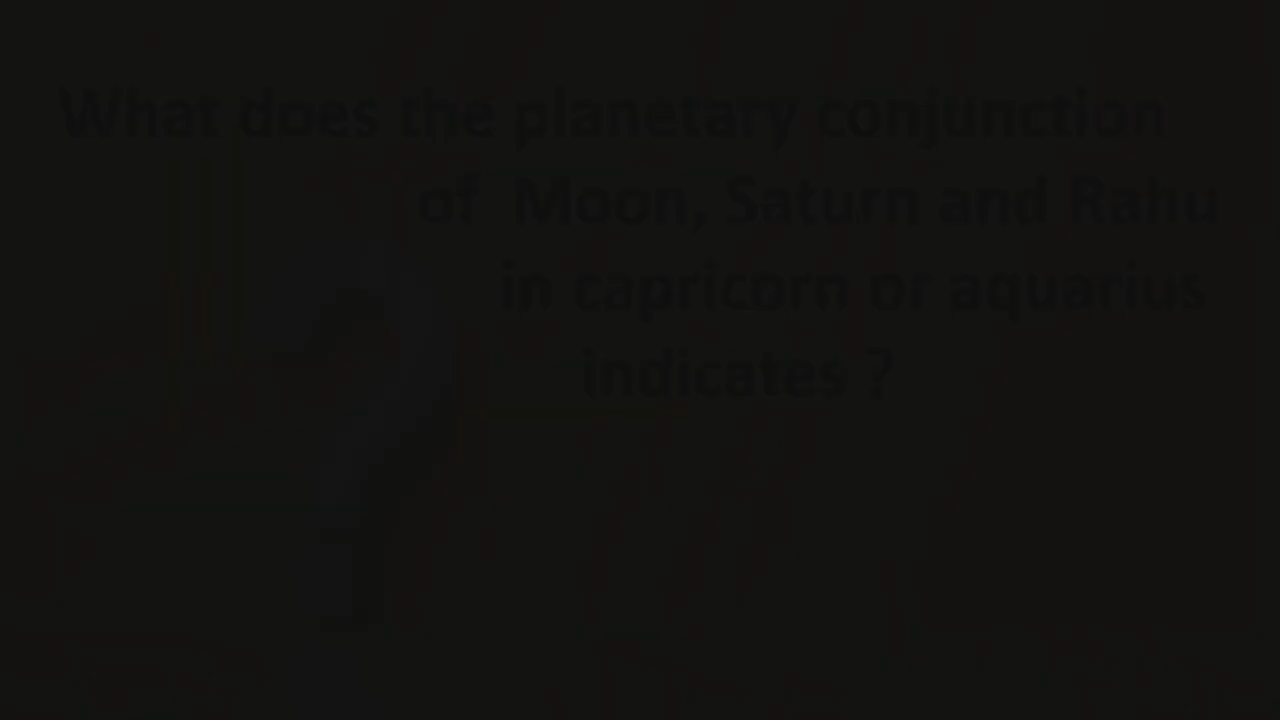 What does the planetary conjunction
of Moon, Saturn and Rahu
in capricorn or aquarius
indicates ?